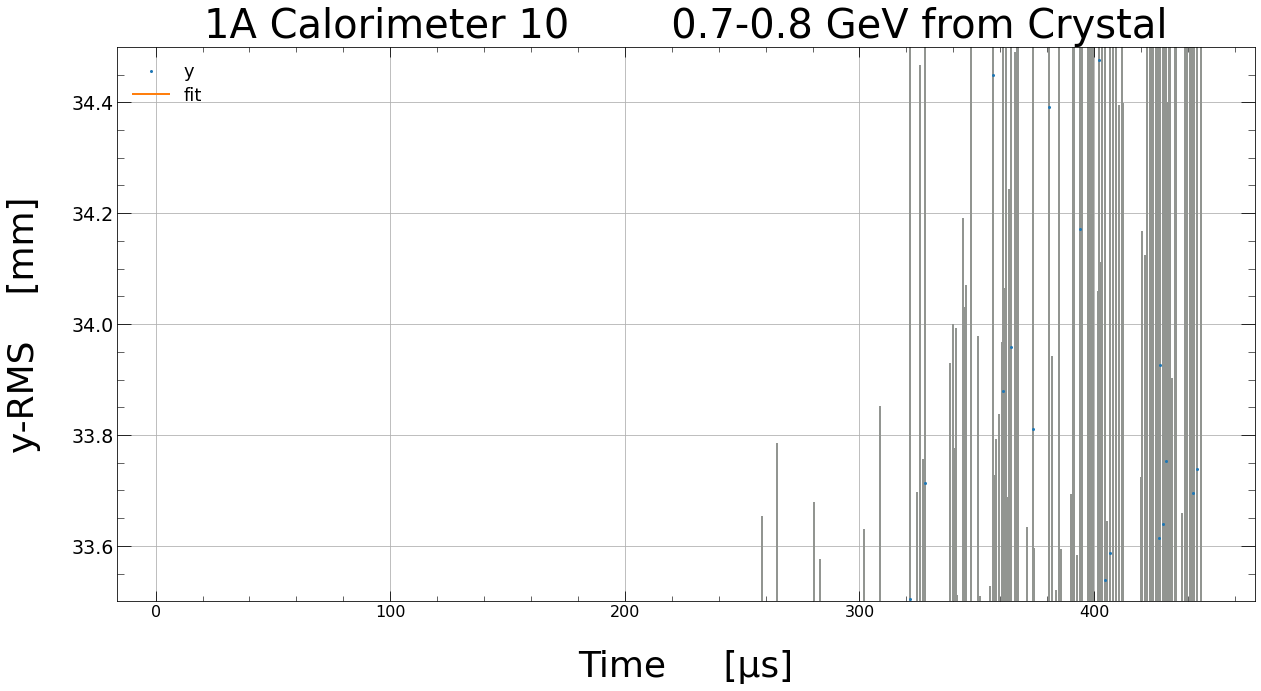 1A Calorimeter 10 0.7-0.8 GeV from Crystal
y
fit
34.4
34.2
34.0
33.8
33.6
y-RMS [mm]
0 100 200 300 400
Time [µs]